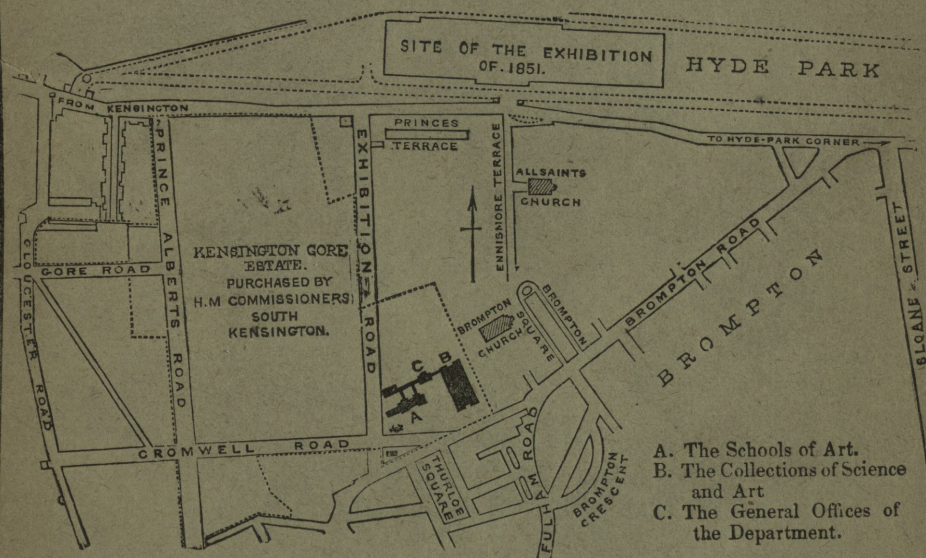 SITE OF THE EXHIBITION
OF. 1851.
HYDE PARK
FROM KENSINGTON
PRINCES
TERRACE
TO HYDE-PARK CORNER
PRINCE ALBERTS ROAD
EXHIBITION ROAD
ENNISMORE TERRACE
ALLSAINTS
CHURCH
GLOUCESTER ROAD
GORE ROAD
KENSINGTON GORE
ESTATE.
PURCHASED BY
H.M COMMISSIONERS
SOUTH
KENSINGTON.
BROMPTON ROAD
BROMPTON
SLOANE-STREET
BROMPTON
CHURCH
BROMPTON
SQUARE
C
B
A
CROMWELL ROAD
THURLOE
SQUARE
FULHAM ROAD
BROMPTON
CRESCENT
A. The Schools of Art.
B. The Collections of Science
and Art
C. The General Offices of
the Department.